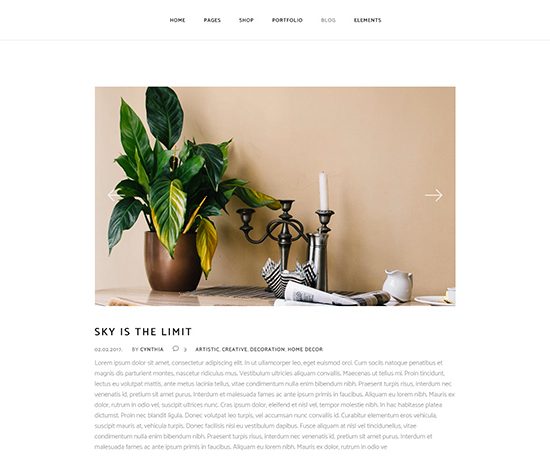 HOME PAGES SHOP PORTFOLIO BLOG ELEMENTS
SKY IS THE LIMIT
02.02.2017. BY CYNTHIA 3 ARTISTIC, CREATIVE, DECORATION, HOME DECOR
Lorem ipsum dolor sit amet, consectetur adipiscing elit. In ut ullamcorper leo, eget euismod orci. Cum sociis natoque penatibus et
magnis dis parturient montes, nascetur ridiculus mus. Vestibulum ultricies aliquam convallis. Maecenas ut tellus mi. Proin tincidunt,
lectus eu volutpat mattis, ante metus lacinia tellus, vitae condimentum nulla enim bibendum nibh. Praesent turpis risus, interdum nec
venenatis id, pretium sit amet purus. Interdum et malesuada fames ac ante ipsum primis in faucibus. Aliquam eu lorem nibh. Mauris ex
dolor, rutrum in odio vel, suscipit ultrices nunc. Cras ipsum dolor, eleifend et nisl vel, tempor molestie nibh. In hac habitasse platea
dictumst. Proin nec blandit ligula. Donec volutpat leo turpis, vel accumsan nunc convallis id. Curabitur elementum eros vehicula,
suscipit mauris at, vehicula turpis. Donec facilisis nisl eu vestibulum dapibus. Fusce aliquam at nisl vel tincidunt, vitae
condimentum nulla enim bibendum nibh. Praesent turpis risus, interdum nec venenatis id, pretium sit amet purus. Interdum et
malesuada fames ac ante ipsum primis in faucibus. Aliquam eu lorem nibh. Mauris ex dolor, rutrum in odio ve